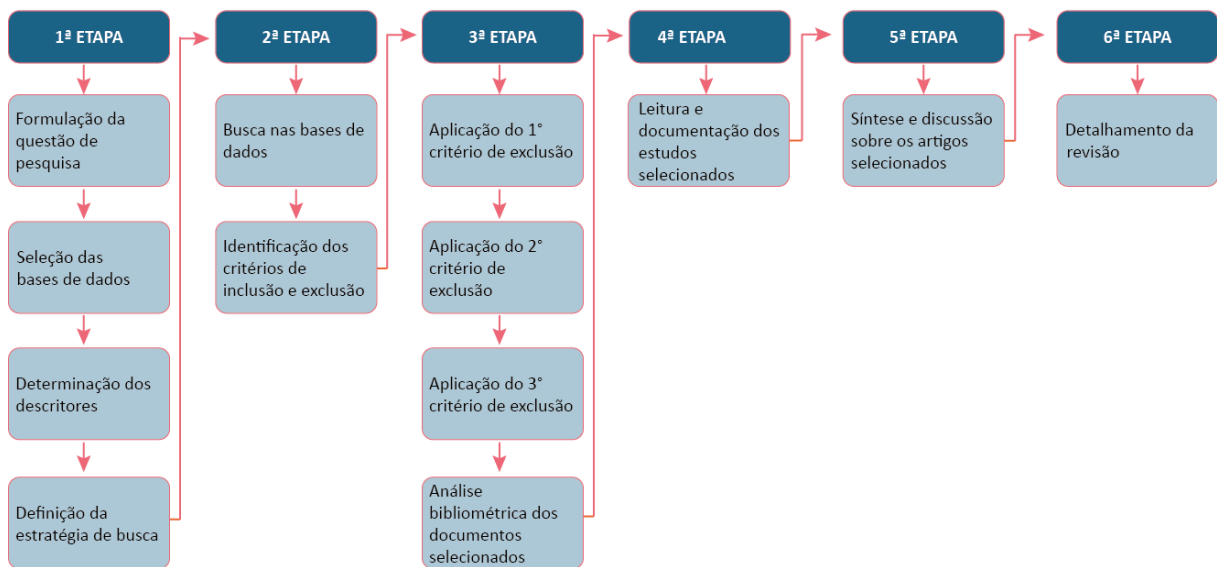 1ª ETAPA
Formulação da
questão de
pesquisa
Seleção das
bases de dados
Determinação dos
descritores
Definição da
estratégia de busca
2ª ETAPA
Busca nas bases de
dados
Identificação dos
critérios de
inclusão e exclusão
3ª ETAPA
Aplicação do 1°
critério de exclusão
Aplicação do 2°
critério de
exclusão
Aplicação do 3°
critério de exclusão
Análise
bibliométrica dos
documentos
selecionados
4ª ETAPA
Leitura e
documentação dos
estudos
selecionados
5ª ETAPA
Síntese e discussão
sobre os artigos
selecionados
6ª ETAPA
Detalhamento da
revisão